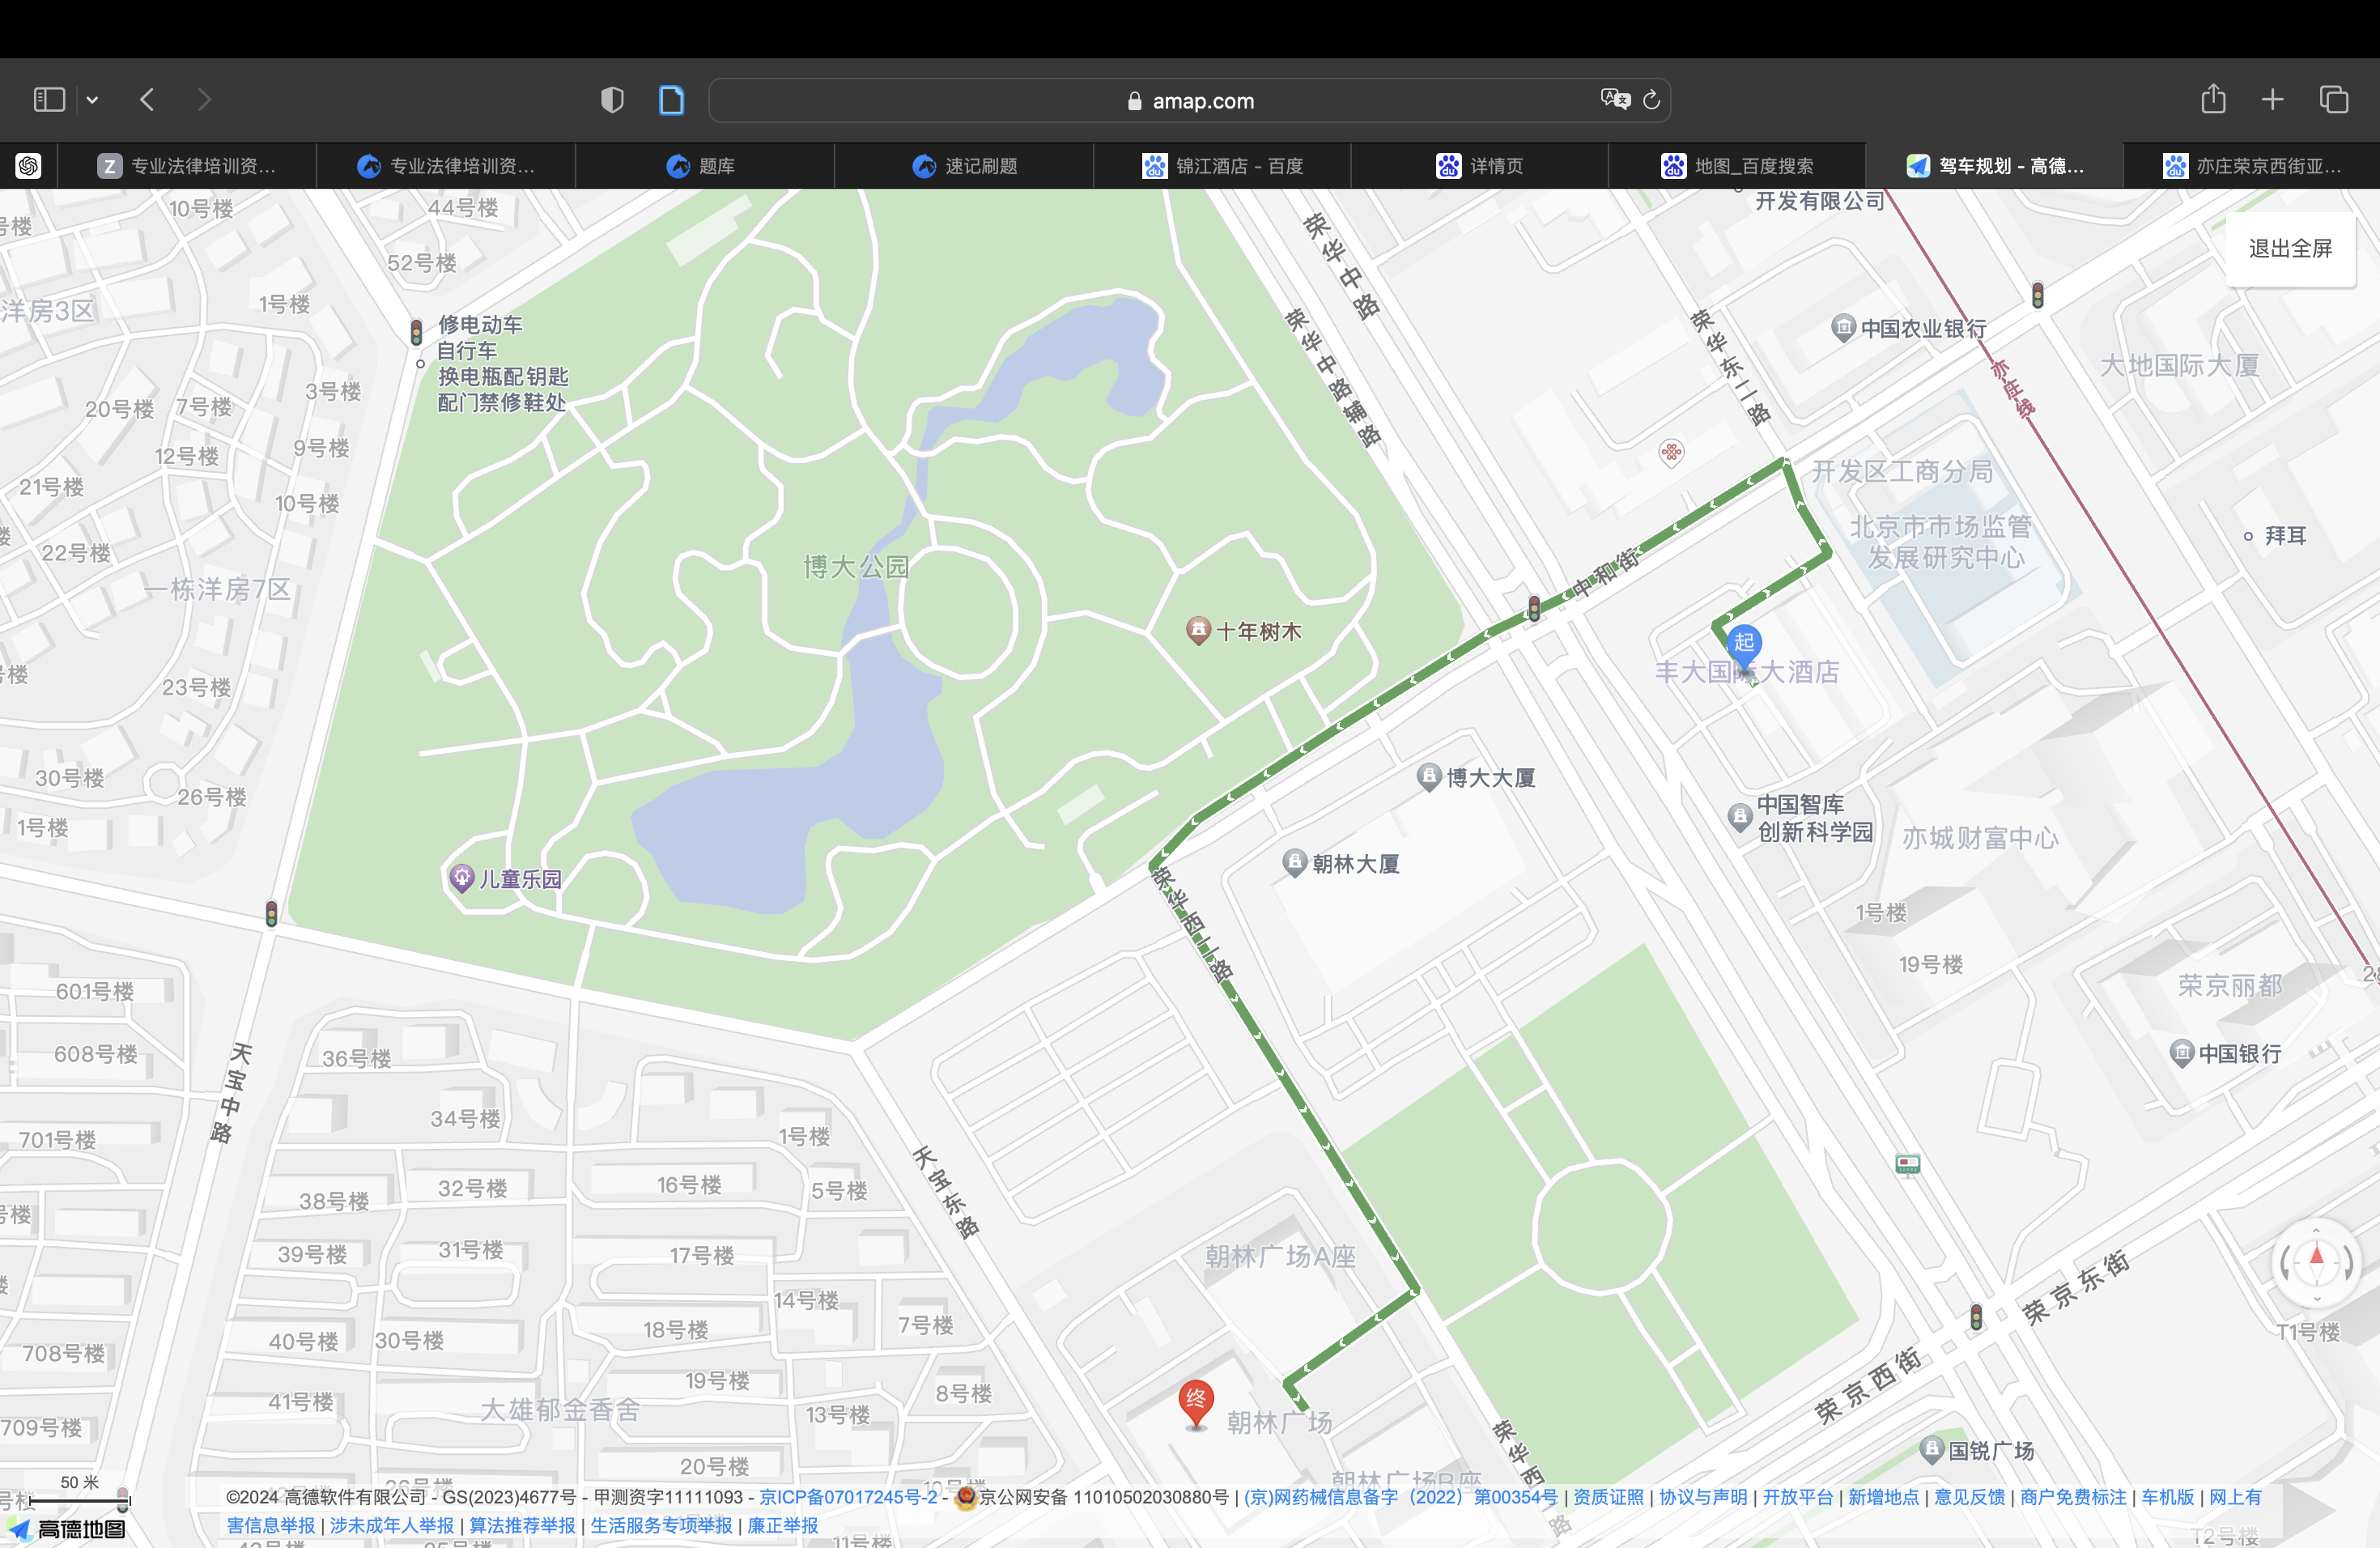 amap.com
专业法律培训资…
专业法律培训资…
题库
速记刷题
锦江酒店 - 百度
详情页
地图_百度搜索
驾车规划 - 高德…
亦庄荣京西街亚…
退出全屏
开发有限公司
10号楼
44号楼
号楼
52号楼
洋房3区
1号楼
修电动车
自行车
换电瓶配钥匙
配门禁修鞋处
荣华中路
荣华中路辅路
荣华东二路
中国农业银行
大地国际大厦
亦庄线
3号楼
20号楼
7号楼
9号楼
12号楼
21号楼
10号楼
22号楼
一栋洋房7区
开发区工商分局
北京市市场监管
发展研究中心
拜耳
博大公园
中和街
十年树木
起
丰大国际大酒店
号楼
23号楼
30号楼
26号楼
1号楼
博大大厦
中国智库
创新科学园
亦城财富中心
朝林大厦
儿童乐园
荣华西二路
1号楼
19号楼
荣京丽都
中国银行
601号楼
608号楼
天宝中路
36号楼
34号楼
1号楼
701号楼
38号楼
32号楼
16号楼
5号楼
天宝东路
号楼
39号楼
31号楼
17号楼
朝林广场A座
14号楼
7号楼
18号楼
40号楼
30号楼
708号楼
荣京东街
T1号楼
荣京西街
19号楼
8号楼
41号楼
大雄郁金香舍
13号楼
终
朝林广场
709号楼
荣华西
国锐广场
20号楼
朝林广场B座
50 米
号楼
©2024 高德软件有限公司 - GS(2023)4677号 - 甲测资字11111093 - 京ICP备07017245号-2 - 京公网安备 11010502030880号 | (京)网药械信息备字（2022）第00354号 | 资质证照 | 协议与声明 | 开放平台 | 新增地点 | 意见反馈 | 商户免费标注 | 车机版 | 网上有
害信息举报 | 涉未成年人举报 | 算法推荐举报 | 生活服务专项举报 | 廉正举报
高德地图
路
11号楼
T2号楼